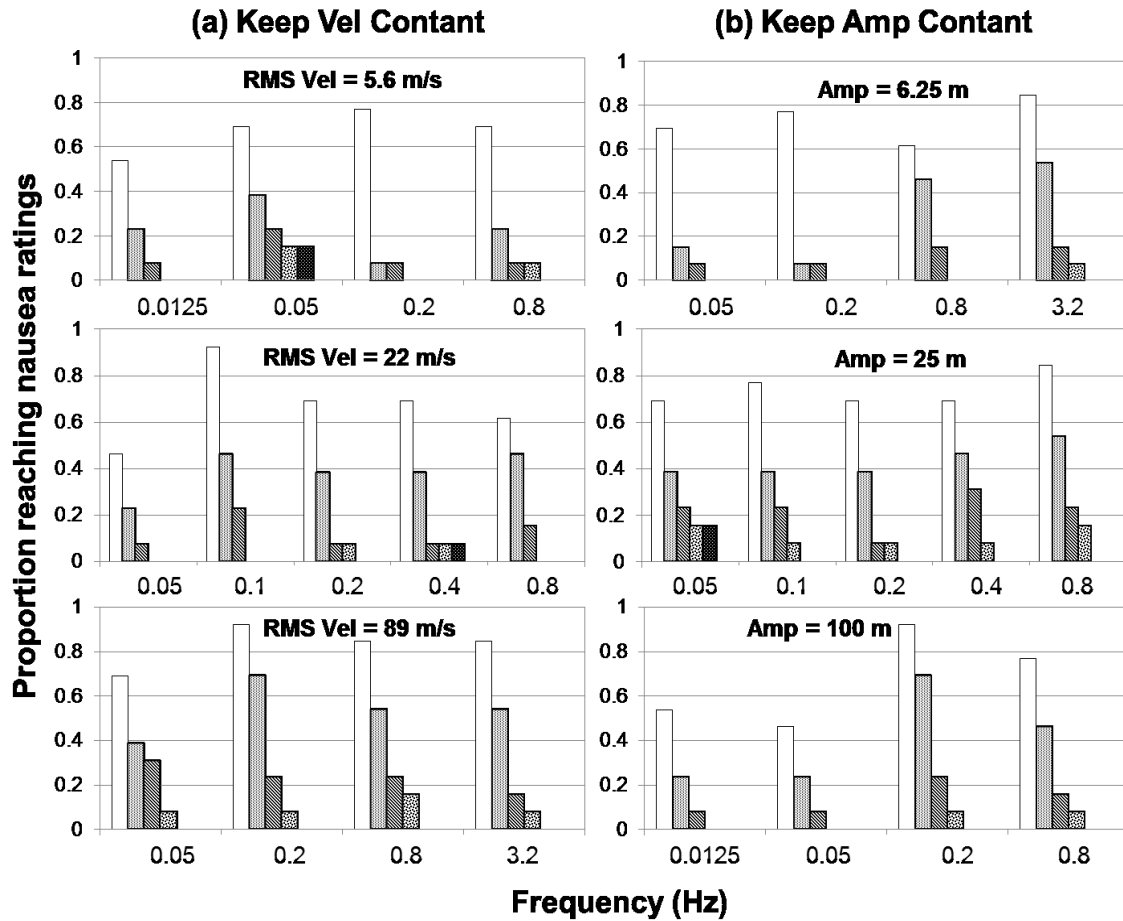 (a) Keep Vel Contant
(b) Keep Amp Contant
Proportion reaching nausea ratings
RMS Vel = 5.6 m/s
1
0.8
0.6
0.4
0.2
0
0.0125 0.05 0.2 0.8
Amp = 6.25 m
1
0.8
0.6
0.4
0.2
0
0.05 0.2 0.8 3.2
RMS Vel = 22 m/s
1
0.8
0.6
0.4
0.2
0
0.05 0.1 0.2 0.4 0.8
Amp = 25 m
1
0.8
0.6
0.4
0.2
0
0.05 0.1 0.2 0.4 0.8
RMS Vel = 89 m/s
1
0.8
0.6
0.4
0.2
0
0.05 0.2 0.8 3.2
Amp = 100 m
1
0.8
0.6
0.4
0.2
0
0.0125 0.05 0.2 0.8
Frequency (Hz)